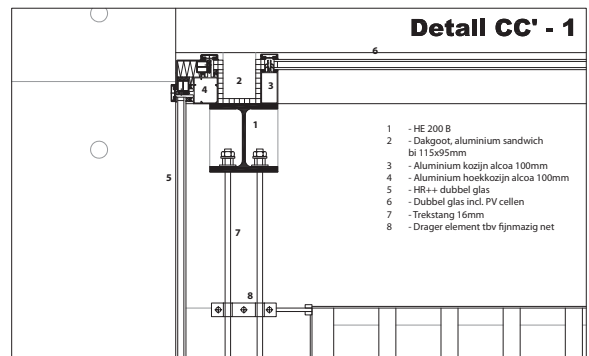 Detail CC' - 1
6
2
3
4
1
5
7
8
1 - HE 200 B
2 - Dakgoot, aluminium sandwich
bi 115x95mm
3 - Aluminium kozijn alcoa 100mm
4 - Aluminium hoekkozijn alcoa 100mm
5 - HR++ dubbel glas
6 - Dubbel glas incl. PV cellen
7 - Trekstang 16mm
8 - Drager element tbv fijnmazig net